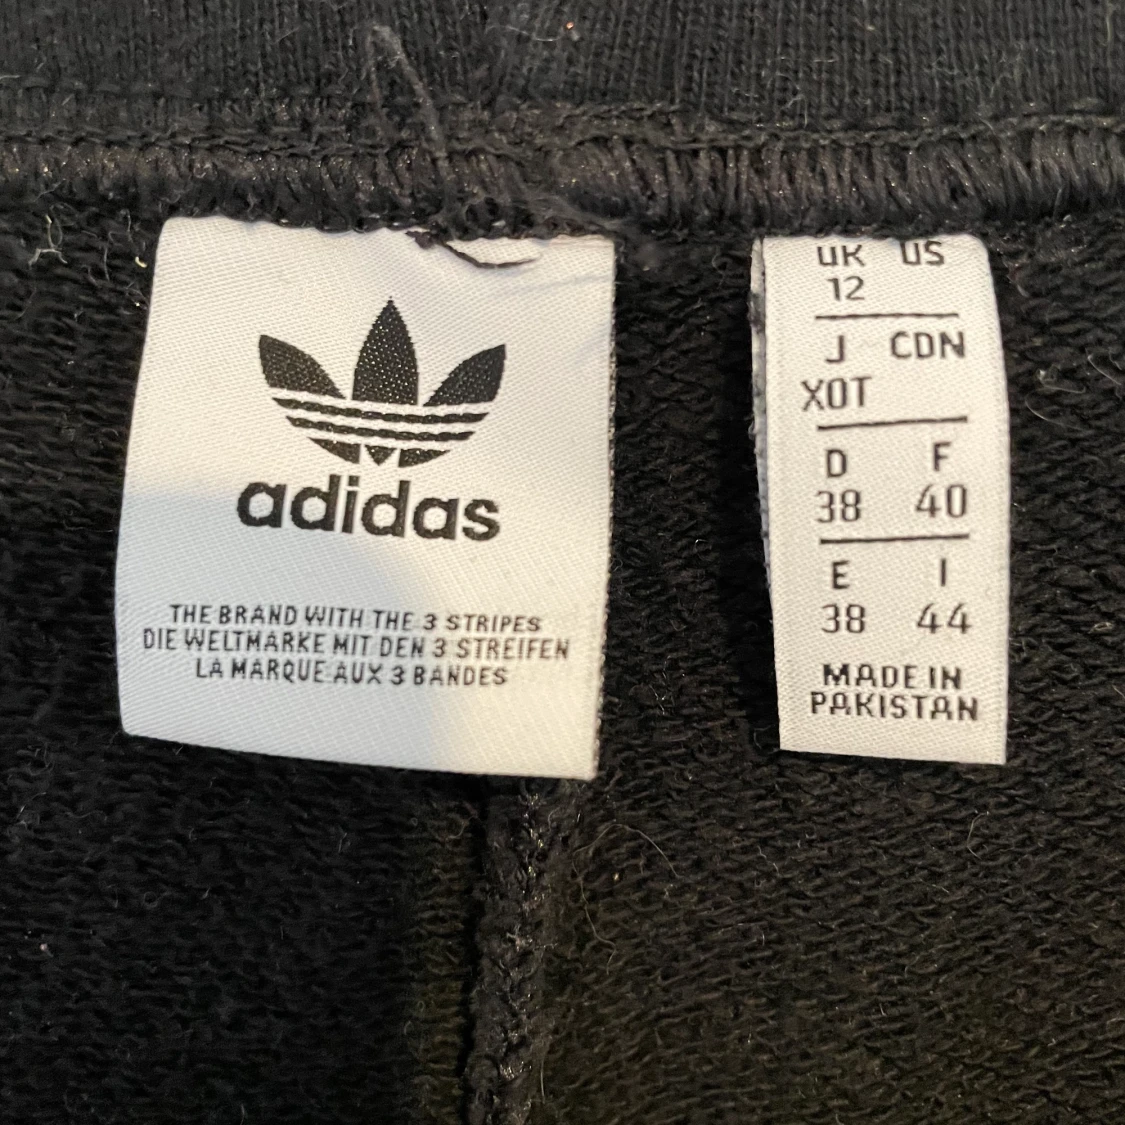 adidas
THE BRAND WITH THE 3 STRIPES
DIE WELTMARKE MIT DEN 3 STREIFEN
LA MARQUE AUX 3 BANDES
UK US
12
J CDN
XOT
D F
38 40
E I
38 44
MADE IN
PAKISTAN